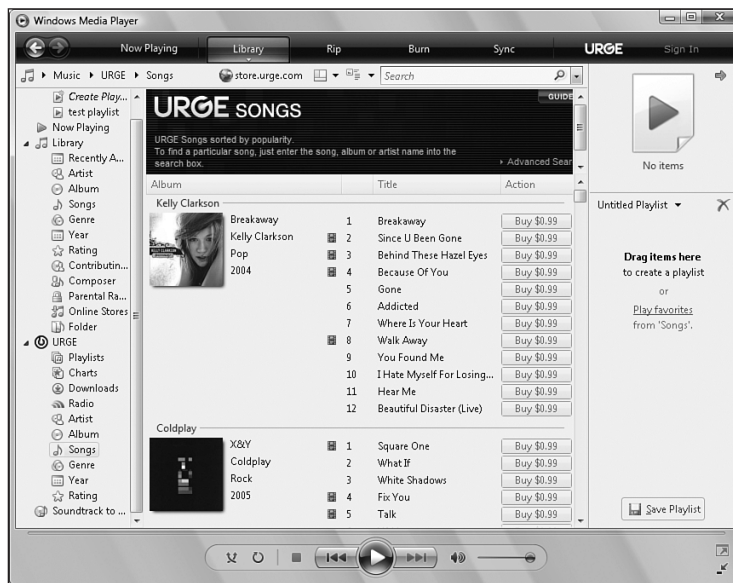 Windows Media Player
Now Playing Library Rip Burn Sync URGE Sign In
Music URGE Songs store.urge.com Search
Create Play...
test playlist
Now Playing
Library
Recently A...
Artist
Album
Songs
Genre
Year
Rating
Contributin...
Composer
Parental Ra...
Online Stores
Folder
URGE
Playlists
Charts
Downloads
Radio
Artist
Album
Songs
Genre
Year
Rating
Soundtrack to ...
URGE SONGS
GUIDE
URGE Songs sorted by popularity.
To find a particular song, just enter the song, album or artist name into the
search box.
Advanced Sear
Album Title Action
Kelly Clarkson
Breakaway 1 Breakaway Buy $0.99
Kelly Clarkson 2 Since U Been Gone Buy $0.99
Pop 3 Behind These Hazel Eyes Buy $0.99
2004 4 Because Of You Buy $0.99
5 Gone Buy $0.99
6 Addicted Buy $0.99
7 Where Is Your Heart Buy $0.99
8 Walk Away Buy $0.99
9 You Found Me Buy $0.99
10 I Hate Myself For Losing... Buy $0.99
11 Hear Me Buy $0.99
12 Beautiful Disaster (Live) Buy $0.99
Coldplay
X&Y 1 Square One Buy $0.99
Coldplay 2 What If Buy $0.99
Rock 3 White Shadows Buy $0.99
2005 4 Fix You Buy $0.99
5 Talk Buy $0.99
No items
Untitled Playlist
Drag items here
to create a playlist
or
Play favorites
from 'Songs'.
Save Playlist